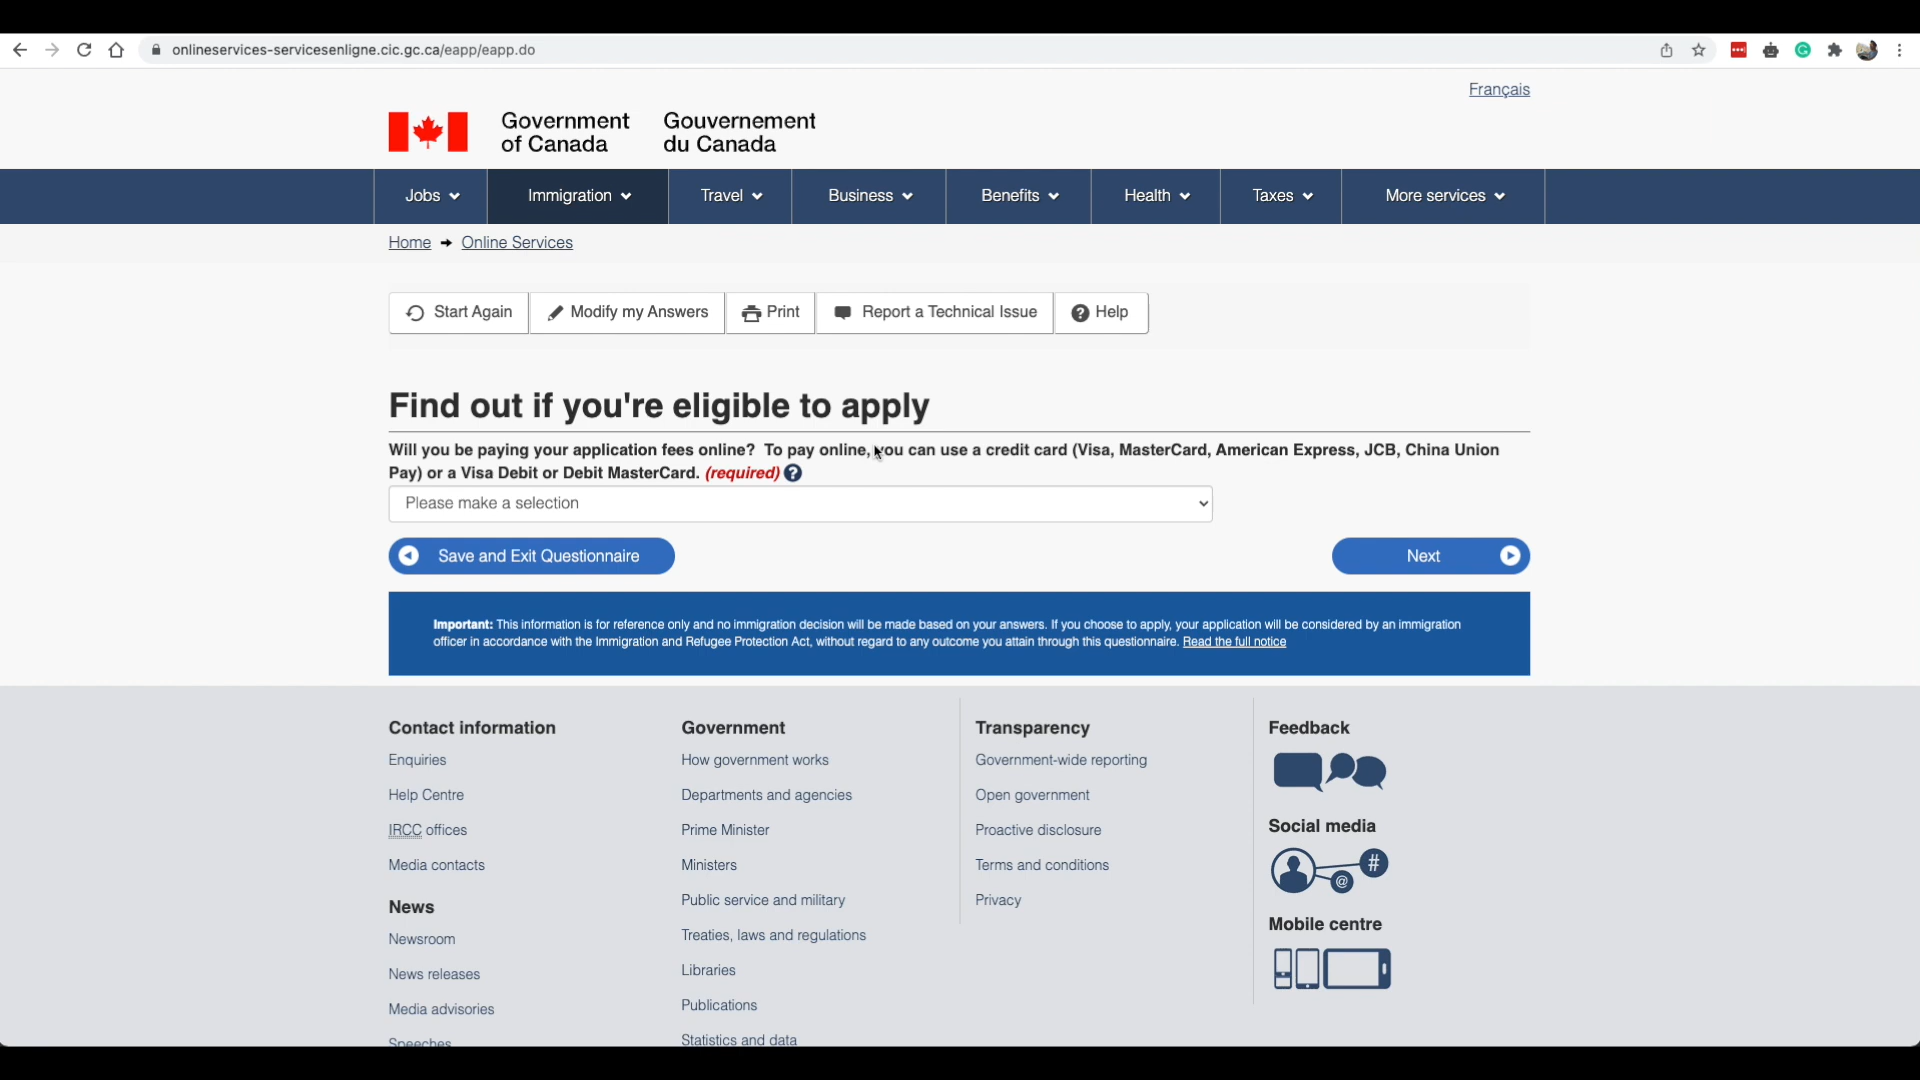 onlineservices-servicesenligne.cic.gc.ca/eapp/eapp.do
Français
Government
of Canada
Gouvernement
du Canada
Jobs
Immigration
Travel
Business
Benefits
Health
Taxes
More services
Home
Online Services
Start Again
Modify my Answers
Print
Report a Technical Issue
Help
Find out if you're eligible to apply
Will you be paying your application fees online? To pay online, you can use a credit card (Visa, MasterCard, American Express, JCB, China Union
Pay) or a Visa Debit or Debit MasterCard. (required)
Please make a selection
Save and Exit Questionnaire
Next
Important: This information is for reference only and no immigration decision will be made based on your answers. If you choose to apply, your application will be considered by an immigration
officer in accordance with the Immigration and Refugee Protection Act, without regard to any outcome you attain through this questionnaire. Read the full notice
Contact information
Enquiries
Help Centre
IRCC offices
Media contacts
News
Newsroom
News releases
Media advisories
Speeches
Government
How government works
Departments and agencies
Prime Minister
Ministers
Public service and military
Treaties, laws and regulations
Libraries
Publications
Statistics and data
Transparency
Government-wide reporting
Open government
Proactive disclosure
Terms and conditions
Privacy
Feedback
Social media
#
@
Mobile centre